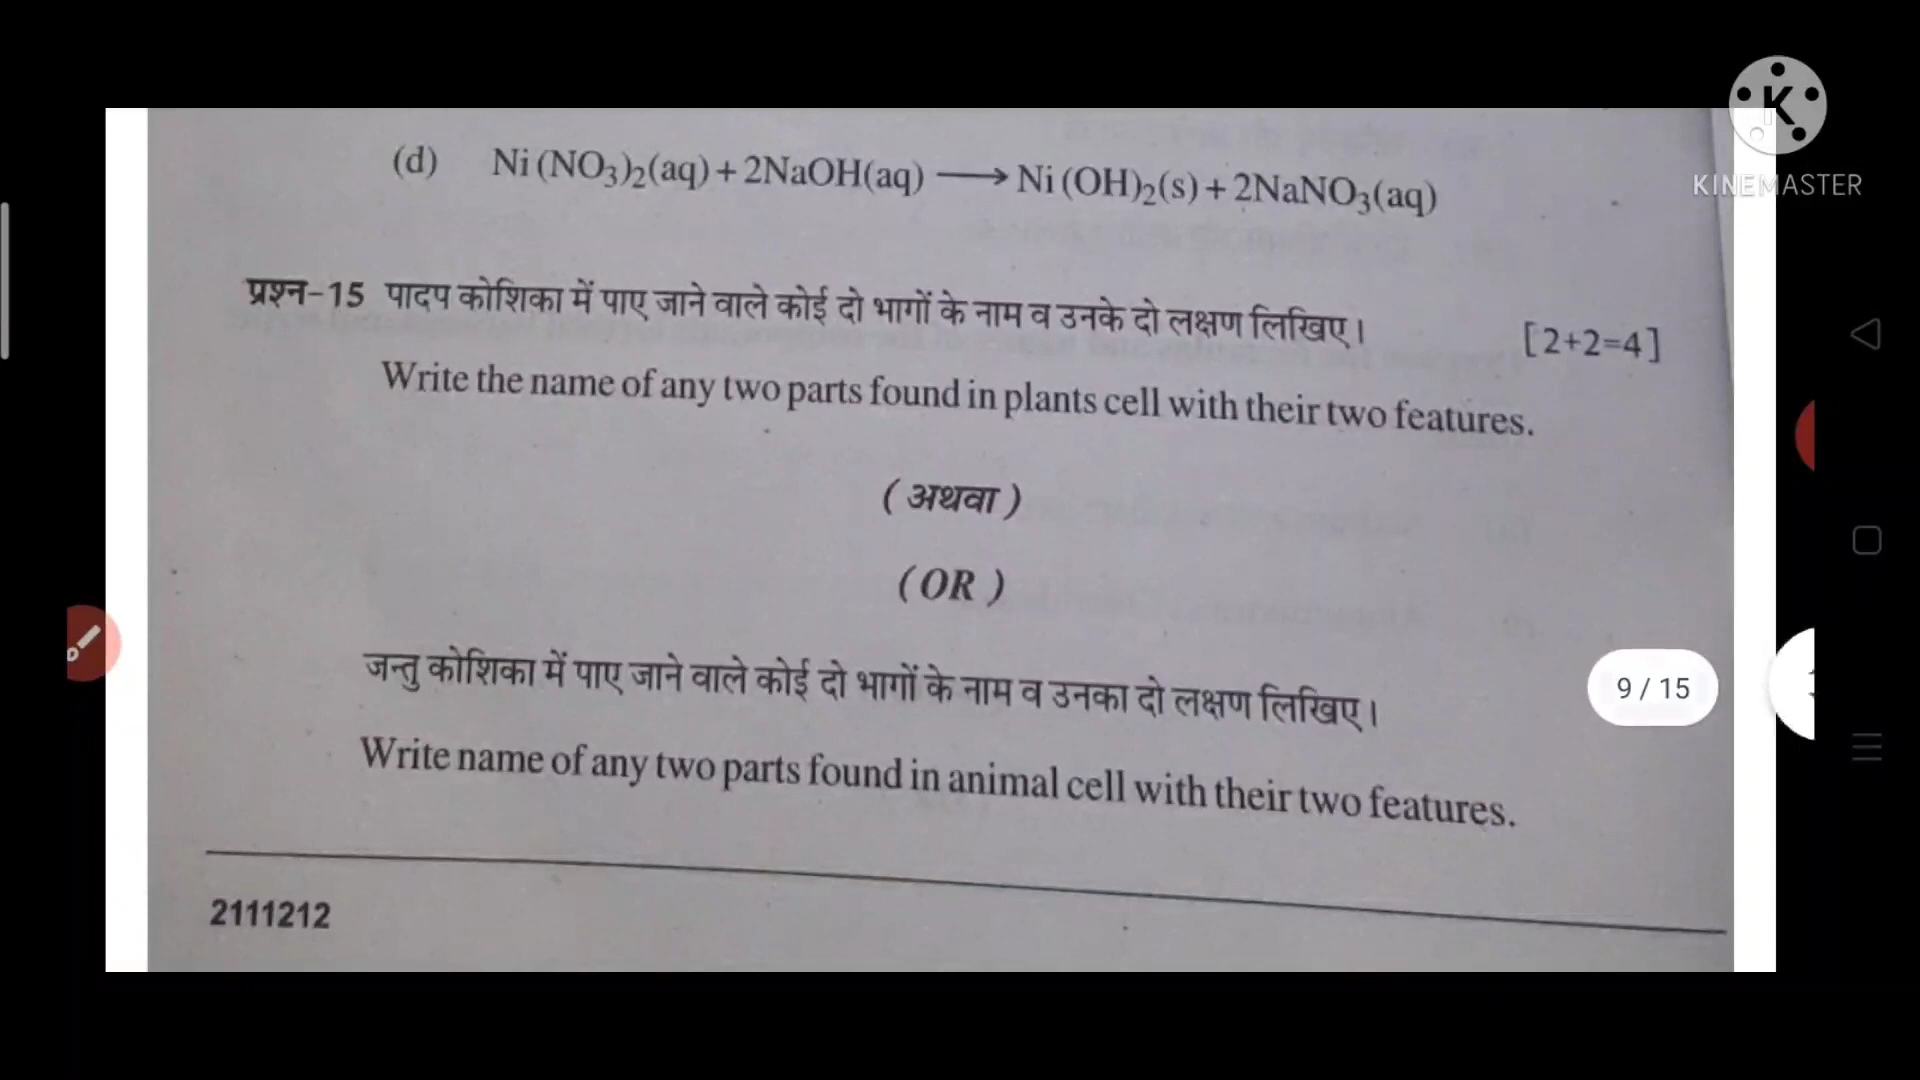 KINEMASTER
(d) Ni(NO₃)₂(aq)+2NaOH(aq) ⟶ Ni(OH)₂(s)+2NaNO₃(aq)
प्रश्न-15 पादप कोशिका में पाए जाने वाले कोई दो भागों के नाम व उनके दो लक्षण लिखिए। [2+2=4]
Write the name of any two parts found in plants cell with their two features.
(अथवा)
(OR)
जन्तु कोशिका में पाए जाने वाले कोई दो भागों के नाम व उनका दो लक्षण लिखिए।
9 / 15
Write name of any two parts found in animal cell with their two features.
2111212